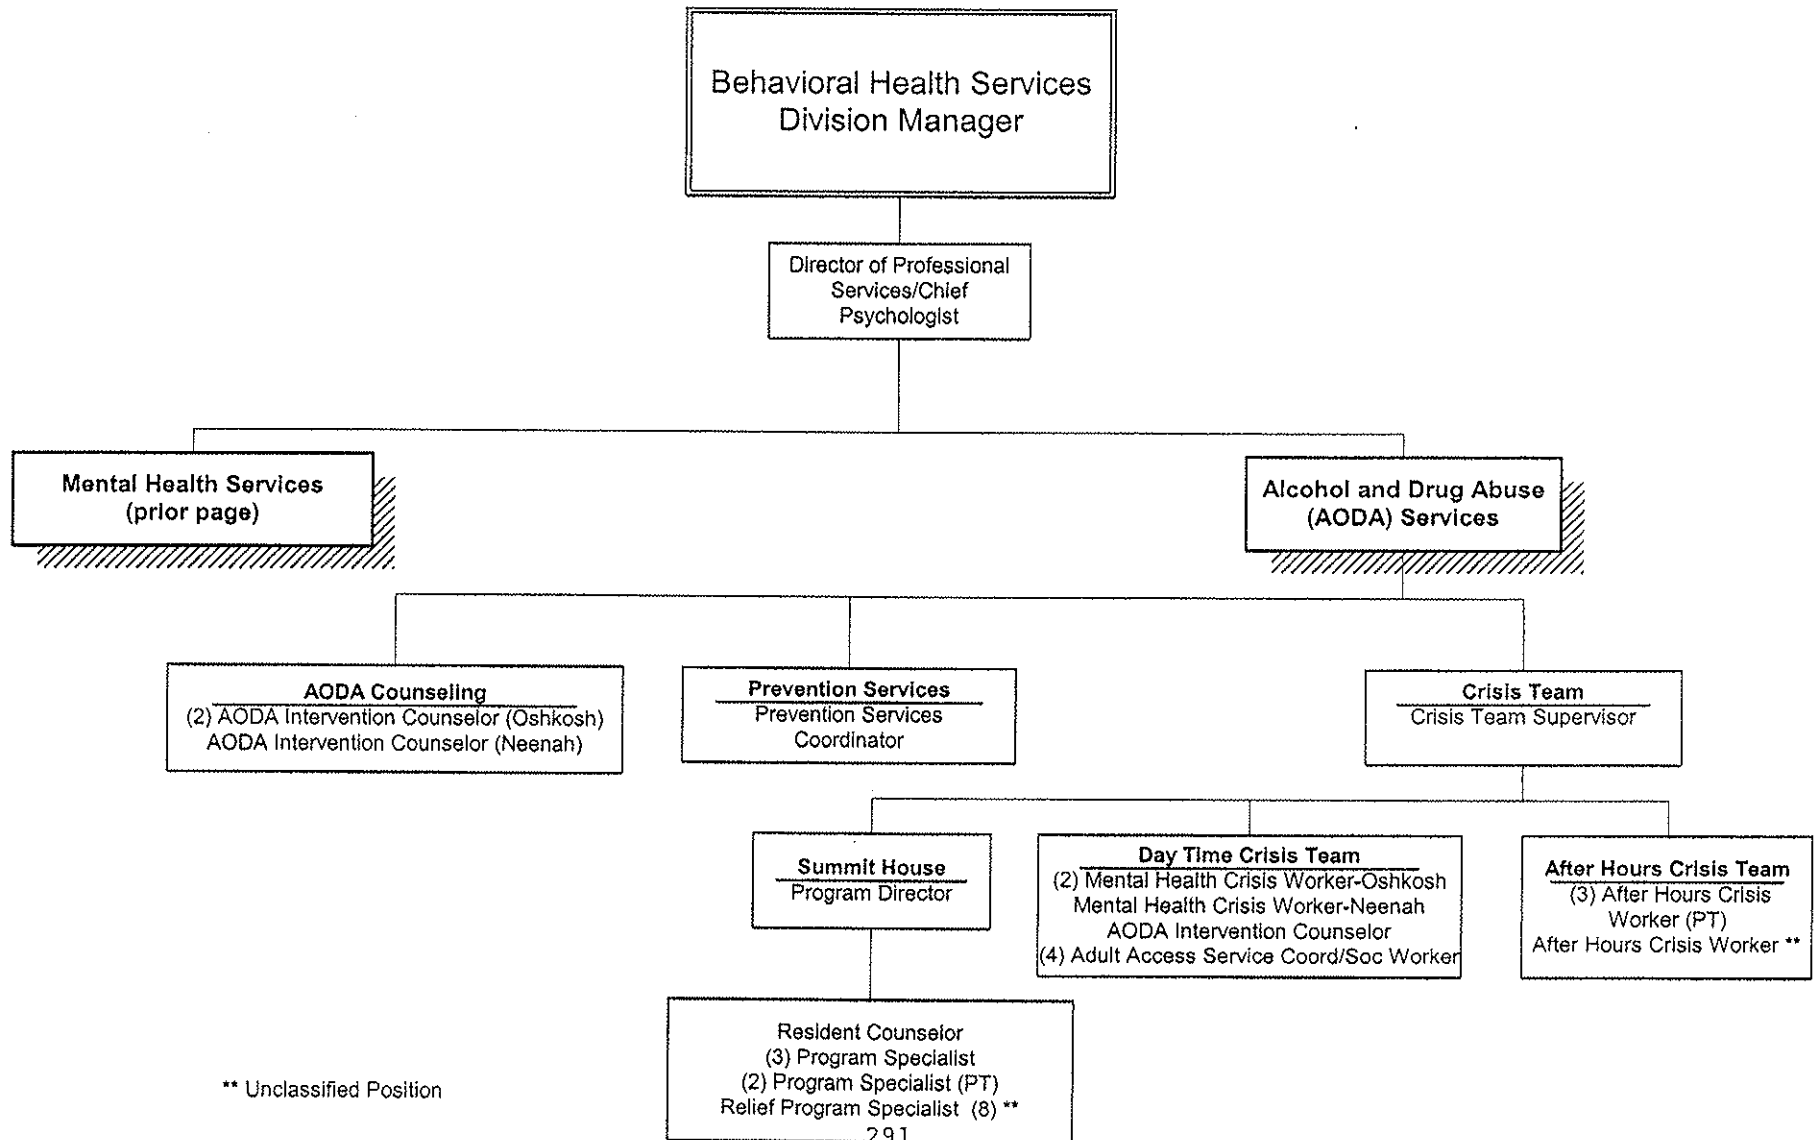 Behavioral Health Services
Division Manager
Director of Professional
Services/Chief
Psychologist
Mental Health Services
(prior page)
Alcohol and Drug Abuse
(AODA) Services
AODA Counseling
(2) AODA Intervention Counselor (Oshkosh)
AODA Intervention Counselor (Neenah)
Prevention Services
Prevention Services
Coordinator
Crisis Team
Crisis Team Supervisor
Summit House
Program Director
Day Time Crisis Team
(2) Mental Health Crisis Worker-Oshkosh
Mental Health Crisis Worker-Neenah
AODA Intervention Counselor
(4) Adult Access Service Coord/Soc Worker
After Hours Crisis Team
(3) After Hours Crisis
Worker (PT)
After Hours Crisis Worker **
Resident Counselor
(3) Program Specialist
(2) Program Specialist (PT)
Relief Program Specialist (8) **
** Unclassified Position
291